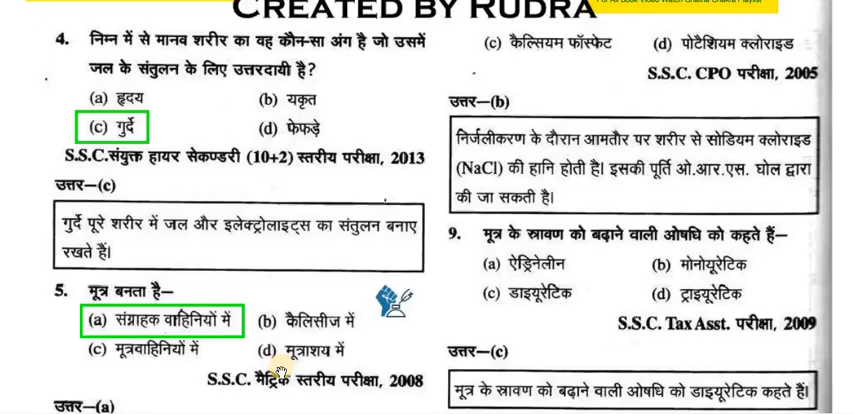 CREATED BY RUDRA
4. निम्न में से मानव शरीर का वह कौन-सा अंग है जो उसमें
जल के संतुलन के लिए उत्तरदायी है?
(a) हृदय (b) यकृत
(c) गुर्दे (d) फेफड़े
S.S.C.संयुक्त हायर सेकण्डरी (10+2) स्तरीय परीक्षा, 2013
उत्तर—(c)
गुर्दे पूरे शरीर में जल और इलेक्ट्रोलाइट्स का संतुलन बनाए
रखते हैं।
5. मूत्र बनता है—
(a) संग्राहक वाहिनियों में (b) कैलिसीज में
(c) मूत्रवाहिनियों में (d) मूत्राशय में
S.S.C. मैट्रिक स्तरीय परीक्षा, 2008
उत्तर—(a)
(c) कैल्सियम फॉस्फेट (d) पोटैशियम क्लोराइड
S.S.C. CPO परीक्षा, 2005
उत्तर—(b)
निर्जलीकरण के दौरान आमतौर पर शरीर से सोडियम क्लोराइड
(NaCl) की हानि होती है। इसकी पूर्ति ओ.आर.एस. घोल द्वारा
की जा सकती है।
9. मूत्र के स्रावण को बढ़ाने वाली ओषधि को कहते हैं—
(a) ऐड्रिनेलीन (b) मोनोयूरेटिक
(c) डाइयूरेटिक (d) ट्राइयूरेटिक
S.S.C. Tax Asst. परीक्षा, 2009
उत्तर—(c)
मूत्र के स्रावण को बढ़ाने वाली ओषधि को डाइयूरेटिक कहते हैं।